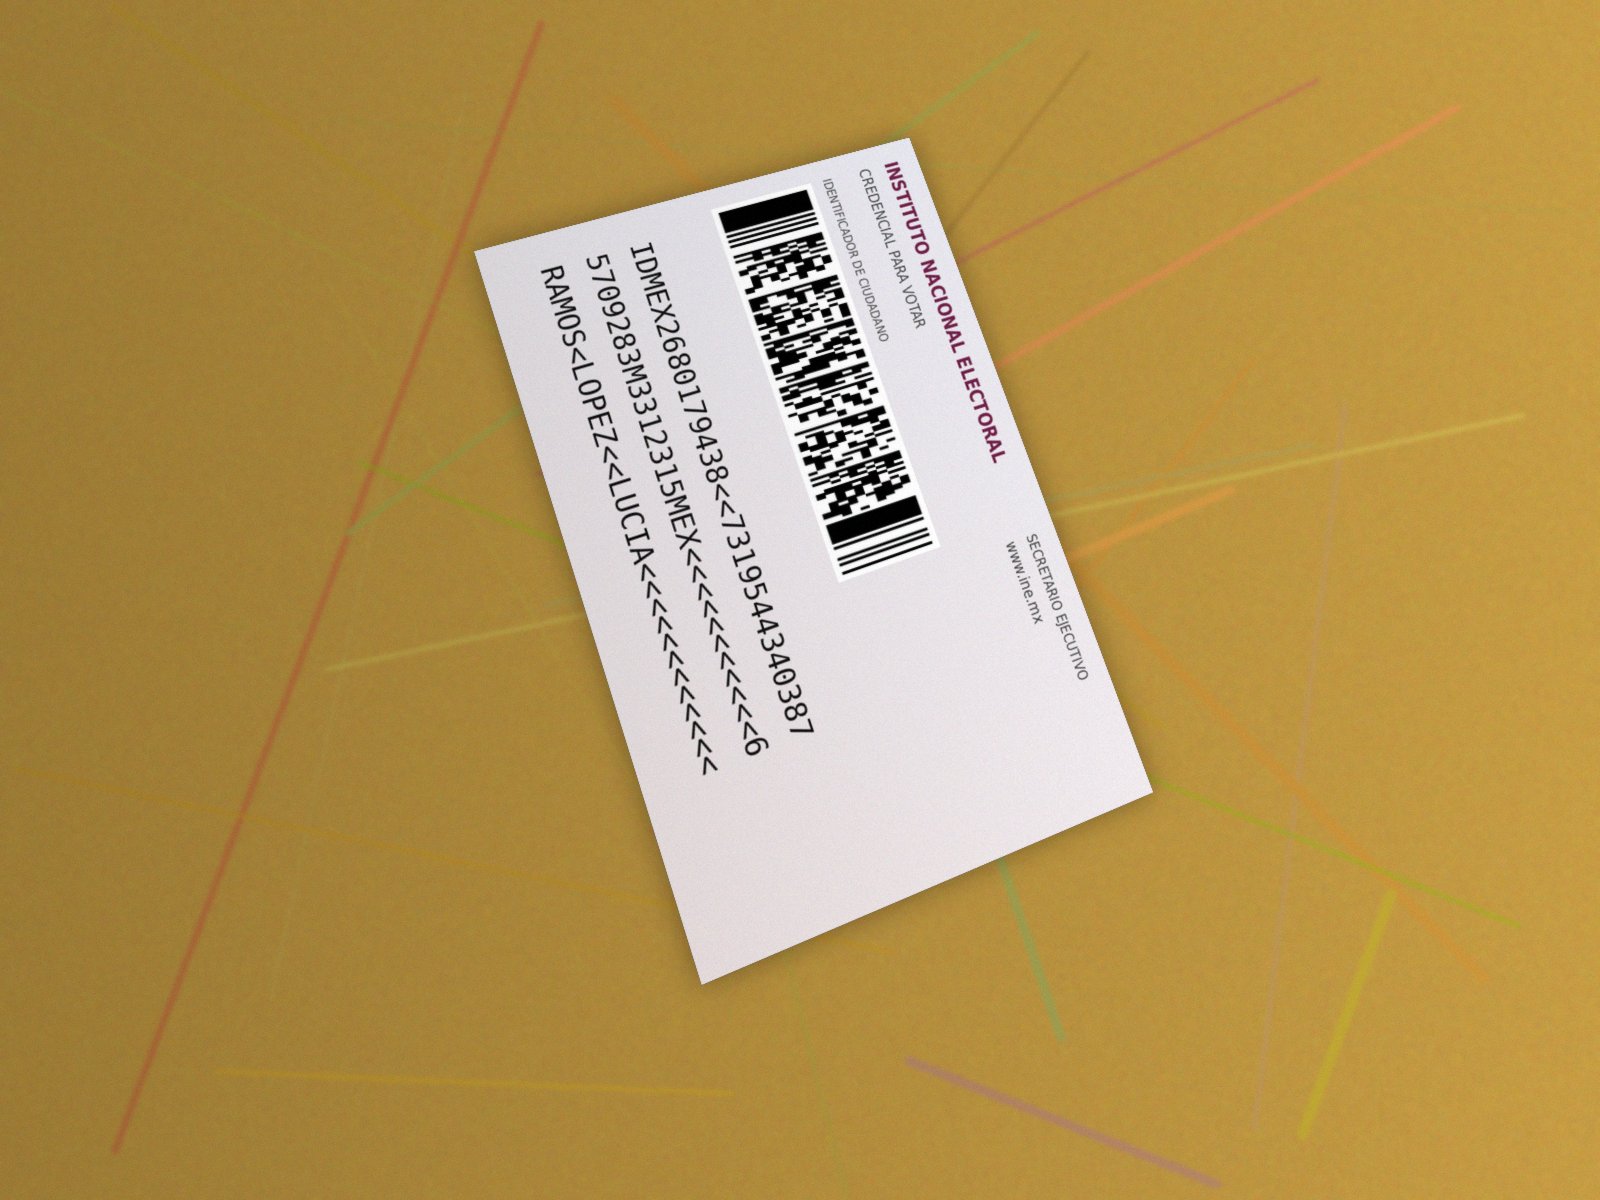 INSTITUTO NACIONAL ELECTORAL
CREDENCIAL PARA VOTAR
SECRETARIO EJECUTIVO
www.ine.mx
IDENTIFICADOR DE CIUDADANO
IDMEX2680179438<<7319544340387
5709283M3312315MEX<<<<<<<<<<<6
RAMOS<LOPEZ<<LUCIA<<<<<<<<<<<<